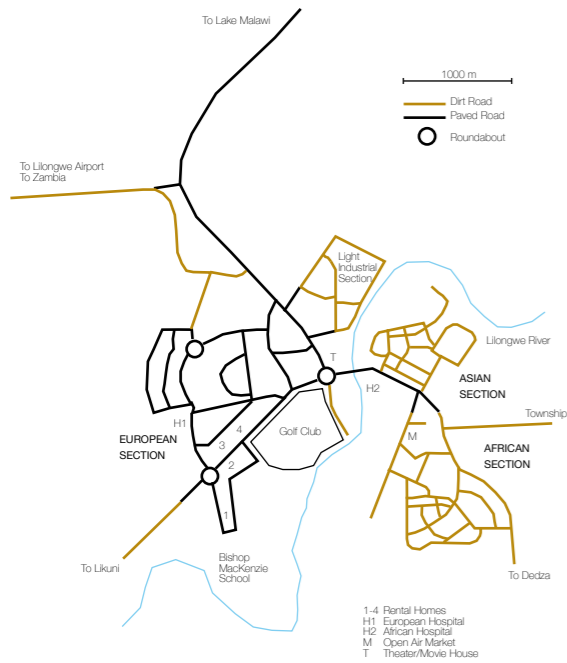 To Lake Malawi
1000 m
Dirt Road
Paved Road
Roundabout
To Lilongwe Airport
To Zambia
Light
Industrial
Section
Lilongwe River
T
H2
ASIAN
SECTION
H1
Township
EUROPEAN
SECTION
4
3
Golf Club
M
AFRICAN
SECTION
2
1
To Likuni
Bishop
MacKenzie
School
To Dedza
1-4 Rental Homes
H1 European Hospital
H2 African Hospital
M Open Air Market
T Theater/Movie House